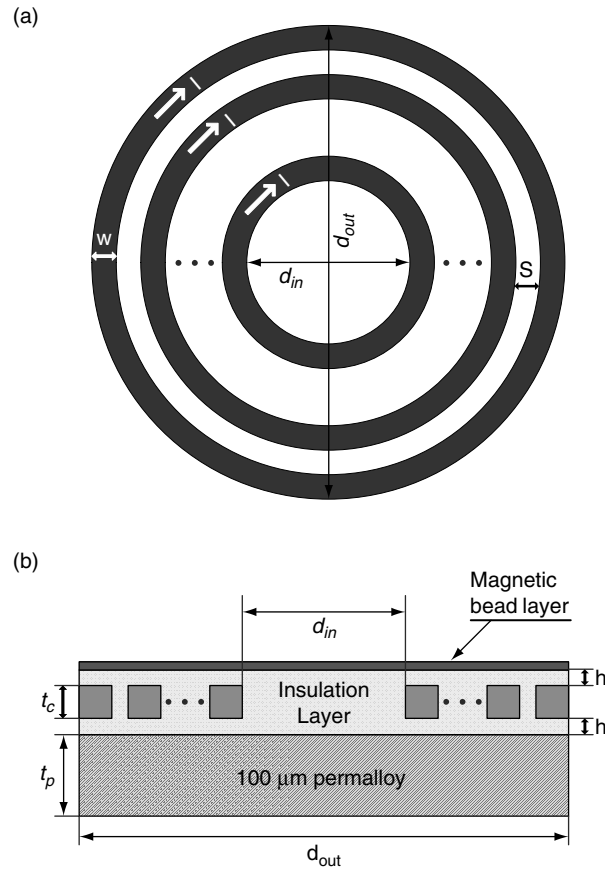 (a)
I
I
I
w
d_out
d_in
S
(b)
Magnetic
bead layer
d_in
h
t_c
Insulation
Layer
h
t_p
100 μm permalloy
d_out